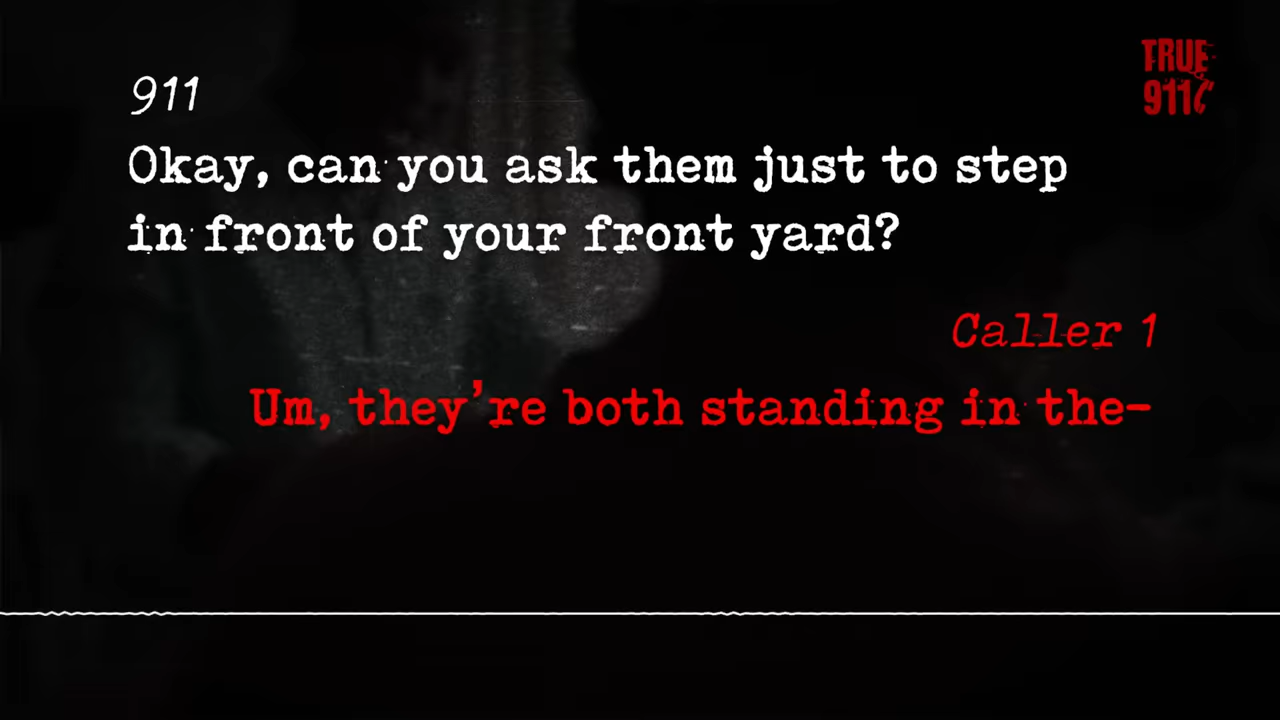 TRUE
911
911
Okay, can you ask them just to step
in front of your front yard?
Caller 1
Um, they're both standing in the-